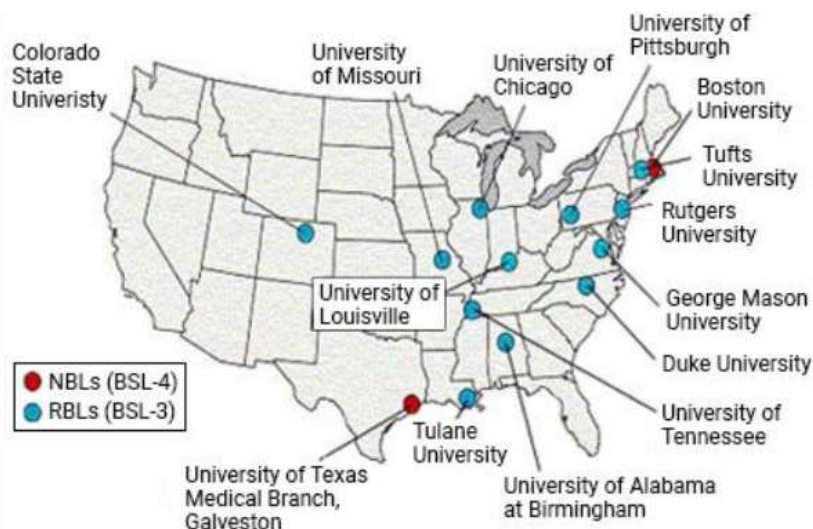 Colorado
State
Univeristy
University
of Missouri
University of
Chicago
University of
Pittsburgh
Boston
University
Tufts
University
Rutgers
University
George Mason
University
Duke University
University of
Tennessee
University of
Louisville
NBLs (BSL-4)
RBLs (BSL-3)
Tulane
University
University of Texas
Medical Branch,
Galveston
University of Alabama
at Birmingham